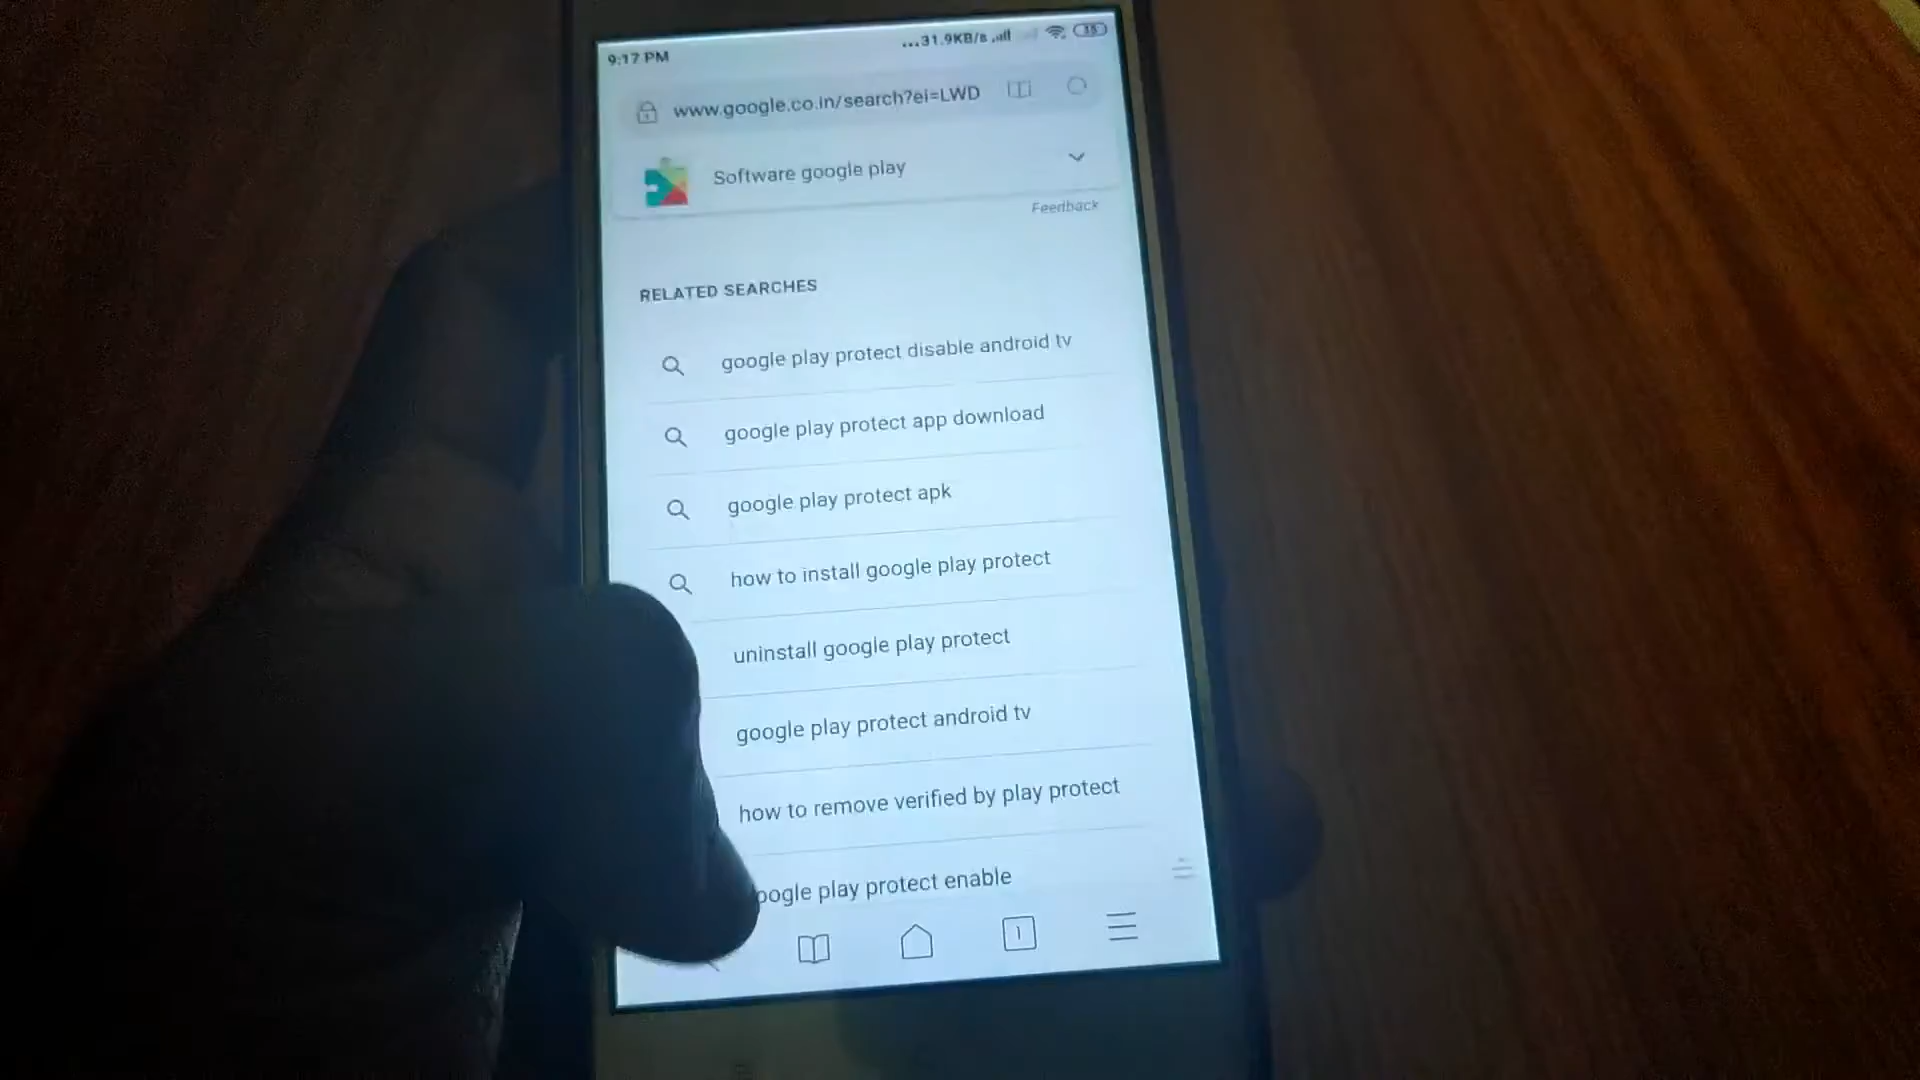 9:17 PM ...31.9KB/s 35
www.google.co.in/search?ei=LWD
Software google play
Feedback
RELATED SEARCHES
google play protect disable android tv
google play protect app download
google play protect apk
how to install google play protect
uninstall google play protect
google play protect android tv
how to remove verified by play protect
oogle play protect enable